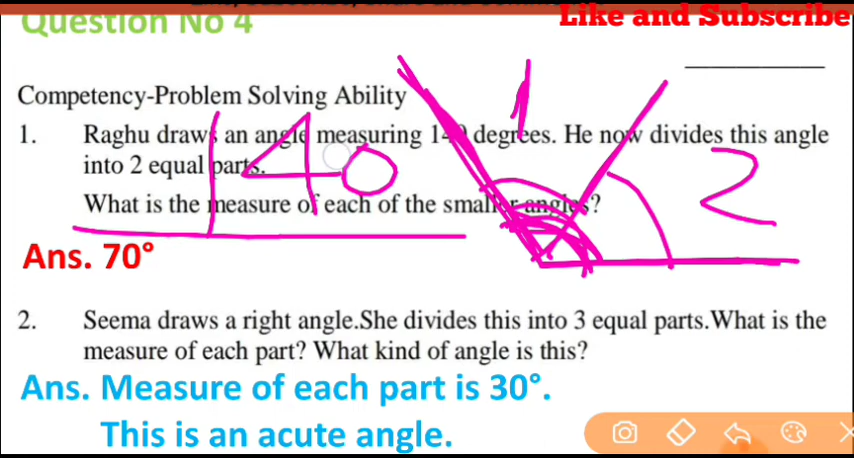 Question No 4
Like and Subscribe
Competency-Problem Solving Ability
1. Raghu draws an angle measuring 140 degrees. He now divides this angle
into 2 equal parts.
What is the measure of each of the smaller angles?
140
1
2
Ans. 70°
2. Seema draws a right angle.She divides this into 3 equal parts.What is the
measure of each part? What kind of angle is this?
Ans. Measure of each part is 30°.
This is an acute angle.